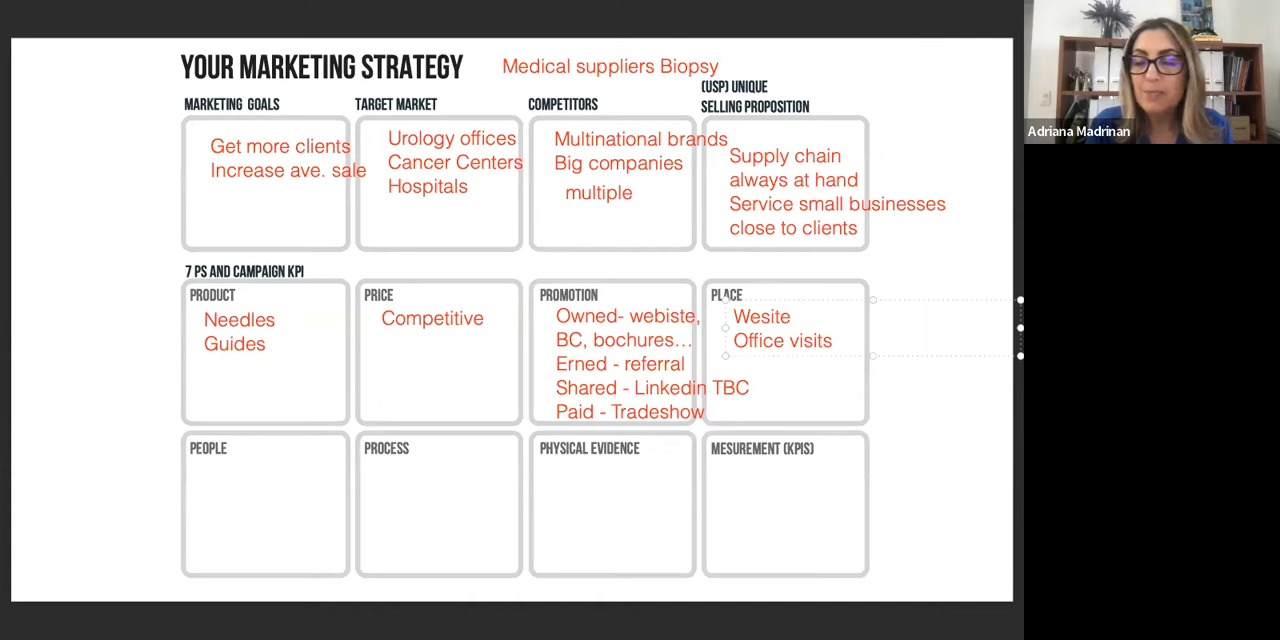 YOUR MARKETING STRATEGY
Medical suppliers Biopsy
MARKETING GOALS
Get more clients
Increase ave. sale
TARGET MARKET
Urology offices
Cancer Centers
Hospitals
COMPETITORS
Multinational brands
Big companies
multiple
(USP) UNIQUE
SELLING PROPOSITION
Supply chain
always at hand
Service small businesses
close to clients
7 PS AND CAMPAIGN KPI
PRODUCT
Needles
Guides
PRICE
Competitive
PROMOTION
Owned- webiste,
BC, bochures...
Erned - referral
Shared - Linkedin TBC
Paid - Tradeshow
PLACE
Wesite
Office visits
PEOPLE
PROCESS
PHYSICAL EVIDENCE
MESUREMENT (KPIS)
Adriana Madrinan